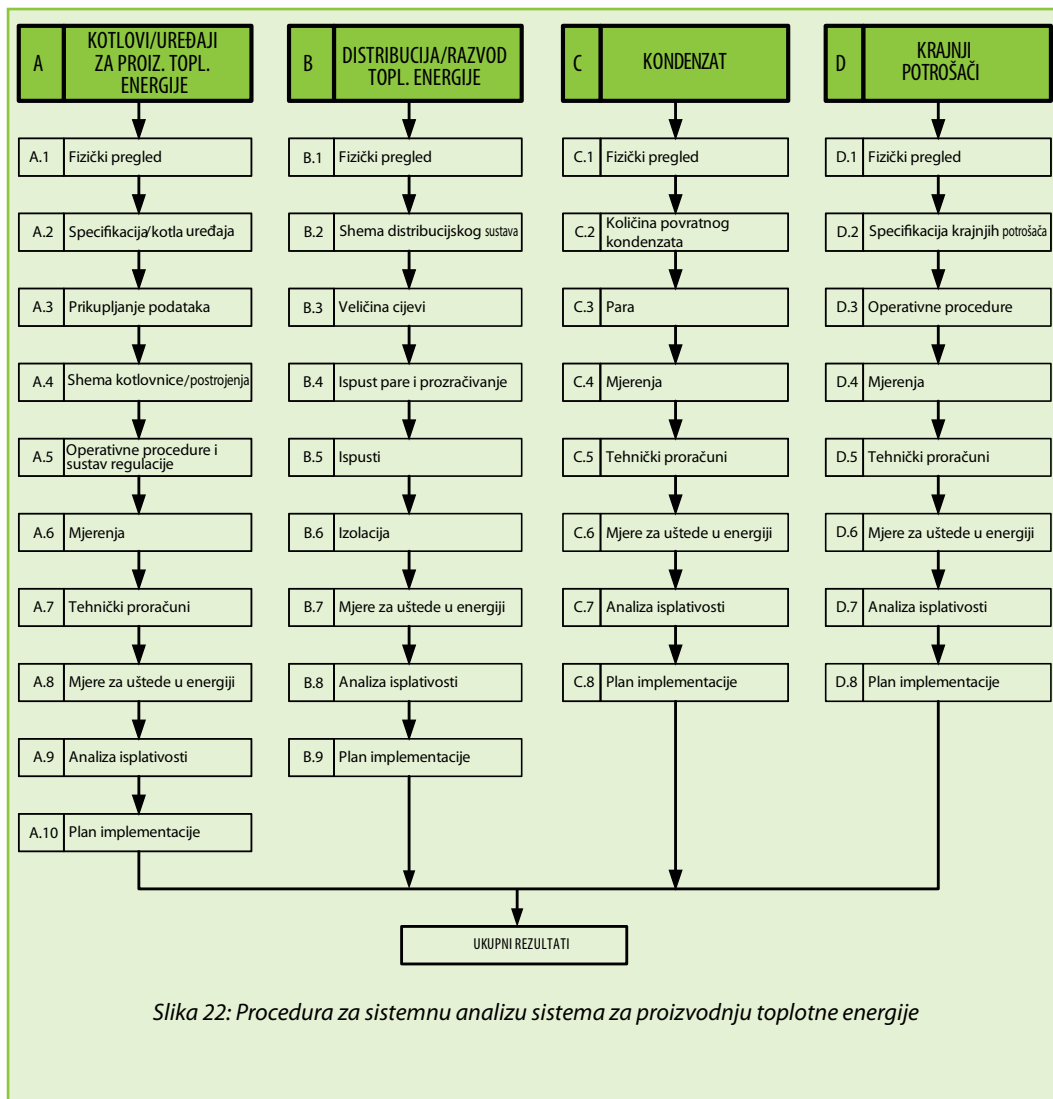 A
KOTLOVI/UREĐAJI
ZA PROIZ. TOPL.
ENERGIJE
A.1 Fizički pregled
A.2 Specifikacija/kotla uređaja
A.3 Prikupljanje podataka
A.4 Shema kotlovnice/postrojenja
A.5 Operativne procedure i
sustav regulacije
A.6 Mjerenja
A.7 Tehnički proračuni
A.8 Mjere za uštede u energiji
A.9 Analiza isplativosti
A.10 Plan implementacije
B
DISTRIBUCIJA/RAZVOD
TOPL. ENERGIJE
B.1 Fizički pregled
B.2 Shema distribucijskog sustava
B.3 Veličina cijevi
B.4 Ispust pare i prozračivanje
B.5 Ispusti
B.6 Izolacija
B.7 Mjere za uštede u energiji
B.8 Analiza isplativosti
B.9 Plan implementacije
C KONDENZAT
C.1 Fizički pregled
C.2 Količina povratnog
kondenzata
C.3 Para
C.4 Mjerenja
C.5 Tehnički proračuni
C.6 Mjere za uštede u energiji
C.7 Analiza isplativosti
C.8 Plan implementacije
D
KRAJNJI
POTROŠAČI
D.1 Fizički pregled
D.2 Specifikacija krajnjih potrošača
D.3 Operativne procedure
D.4 Mjerenja
D.5 Tehnički proračuni
D.6 Mjere za uštede u energiji
D.7 Analiza isplativosti
D.8 Plan implementacije
UKUPNI REZULTATI
Slika 22: Procedura za sistemnu analizu sistema za proizvodnju toplotne energije